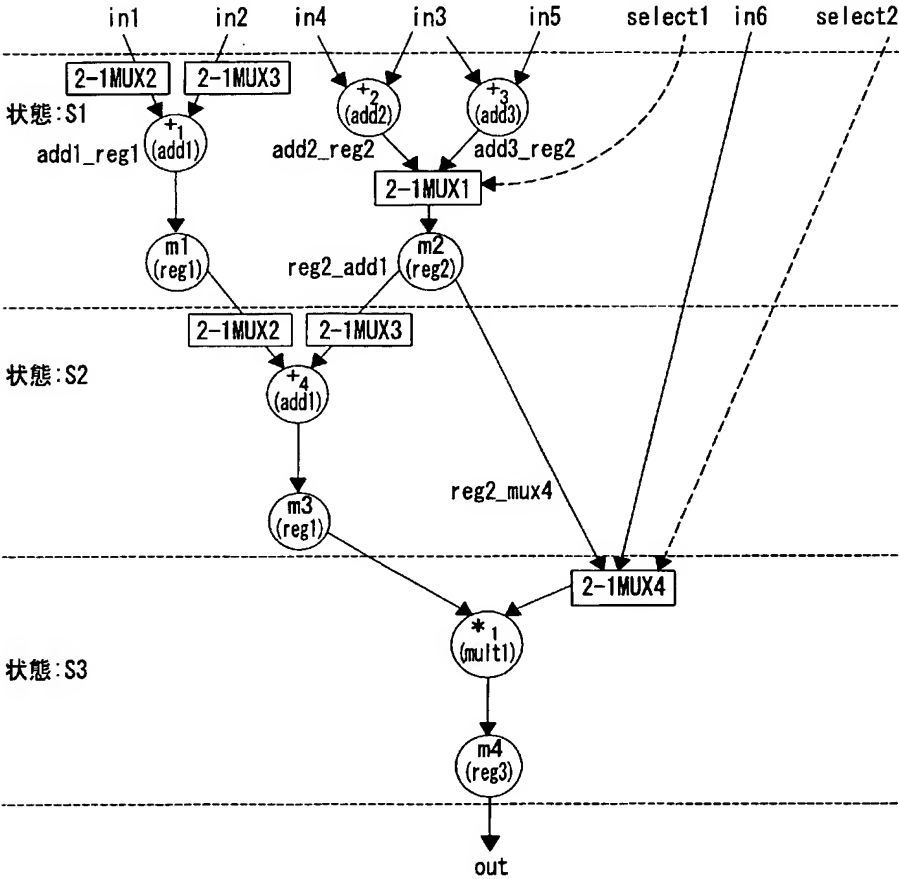 in1 in2 in4 in3 in5 select1 in6 select2
2-1MUX2 2-1MUX3
状態:S1
+1
(add1)
+2
(add2)
+3
(add3)
add1_reg1
add2_reg2
add3_reg2
2-1MUX1
m1
(reg1)
m2
(reg2)
reg2_add1
2-1MUX2 2-1MUX3
状態:S2
+4
(add1)
reg2_mux4
m3
(reg1)
2-1MUX4
*1
(mult1)
状態:S3
m4
(reg3)
out